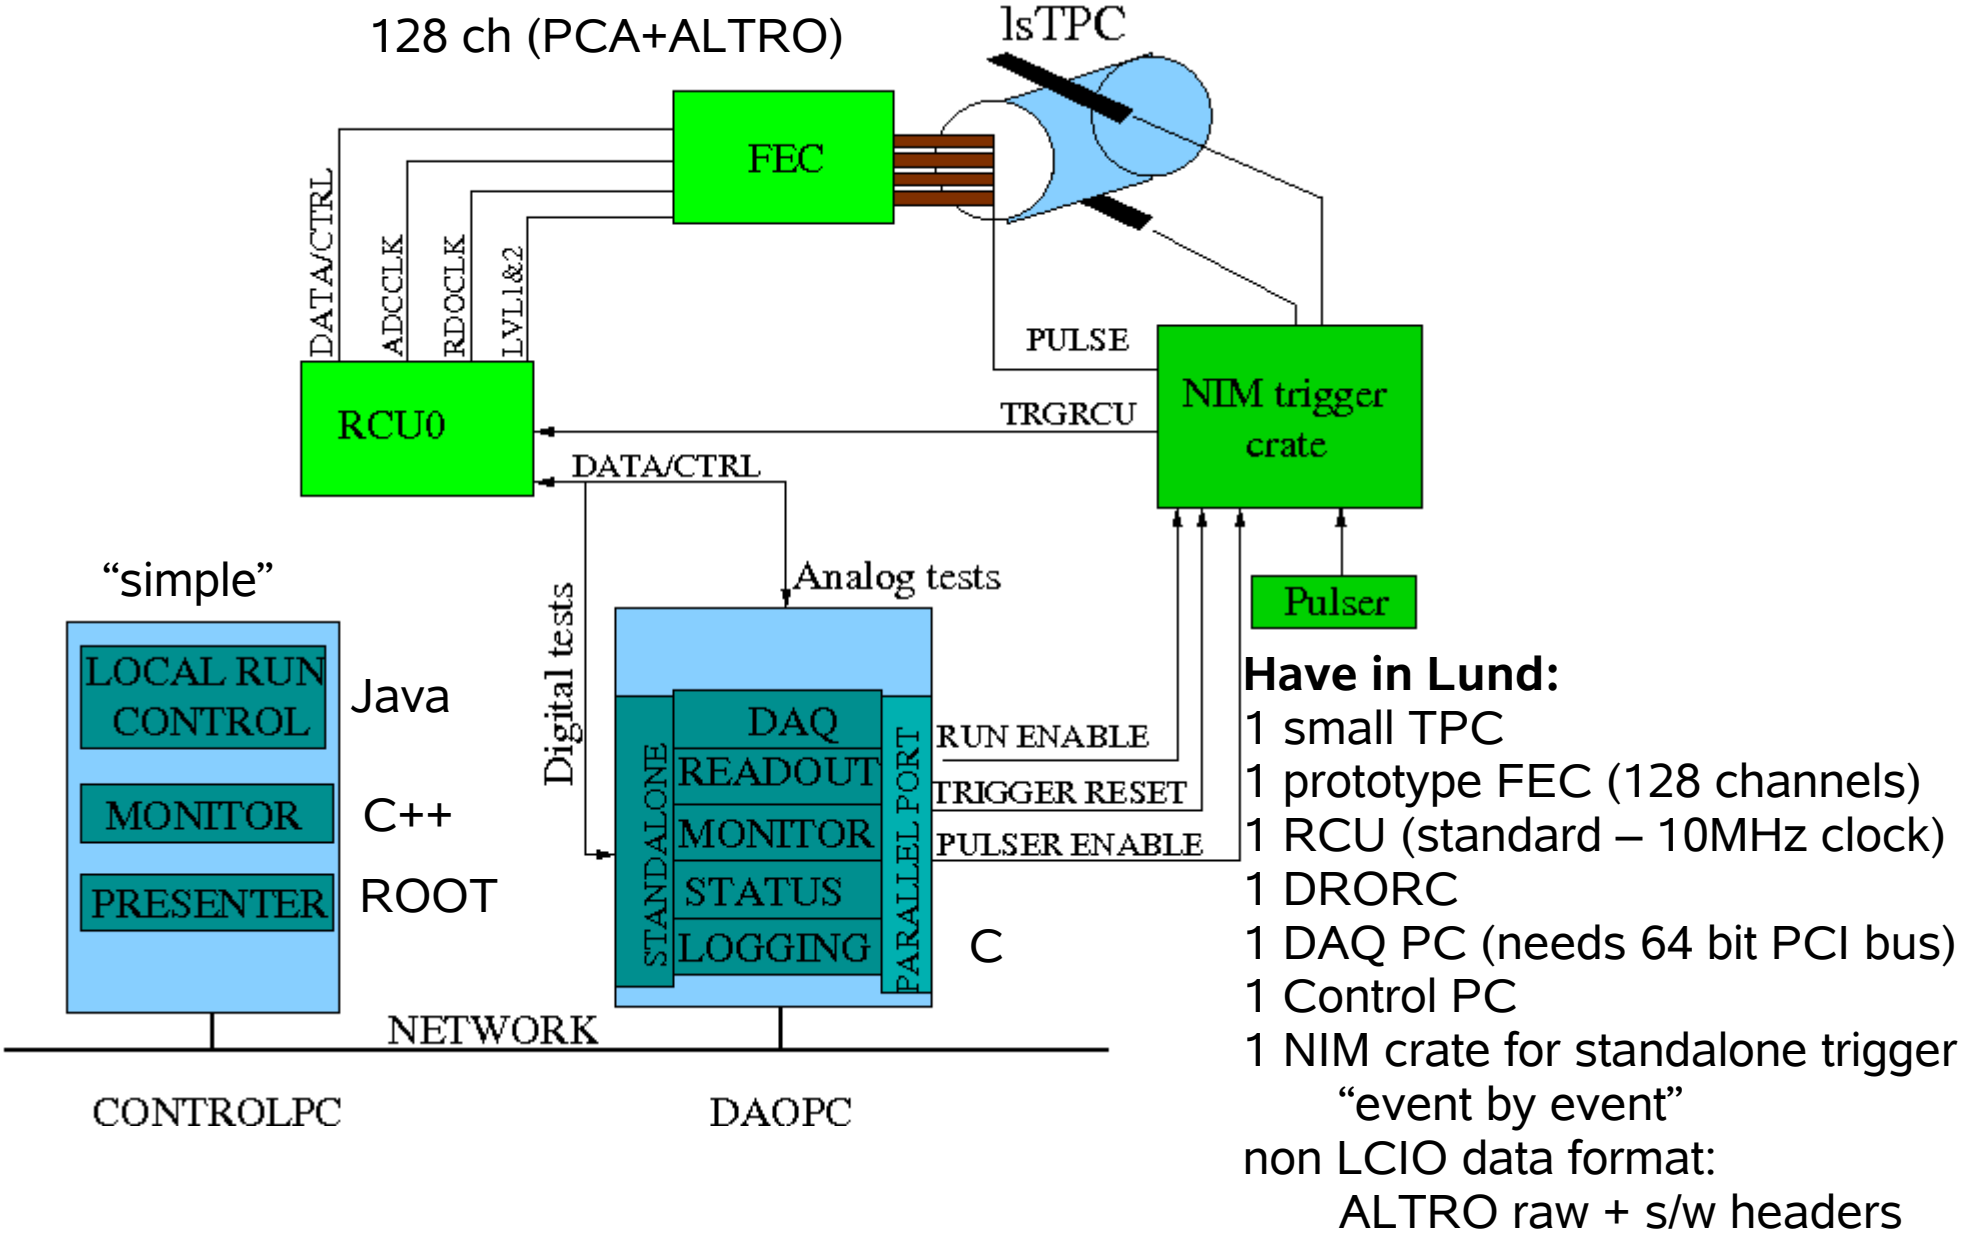 128 ch (PCA+ALTRO)
lsTPC
FEC
DATA/CTRL
ADCCLK
RDOCLK
LVL1&2
PULSE
NIM trigger
crate
TRGRCU
RCU0
DATA/CTRL
Analog tests
Digital tests
Pulser
“simple”
LOCAL RUN
CONTROL
Java
MONITOR
C++
PRESENTER
ROOT
STANDALONE
DAQ
READOUT
MONITOR
STATUS
LOGGING
PARALLEL PORT
C
RUN ENABLE
TRIGGER RESET
PULSER ENABLE
NETWORK
CONTROLPC
DAQPC
Have in Lund:
1 small TPC
1 prototype FEC (128 channels)
1 RCU (standard – 10MHz clock)
1 DRORC
1 DAQ PC (needs 64 bit PCI bus)
1 Control PC
1 NIM crate for standalone trigger
“event by event”
non LCIO data format:
ALTRO raw + s/w headers